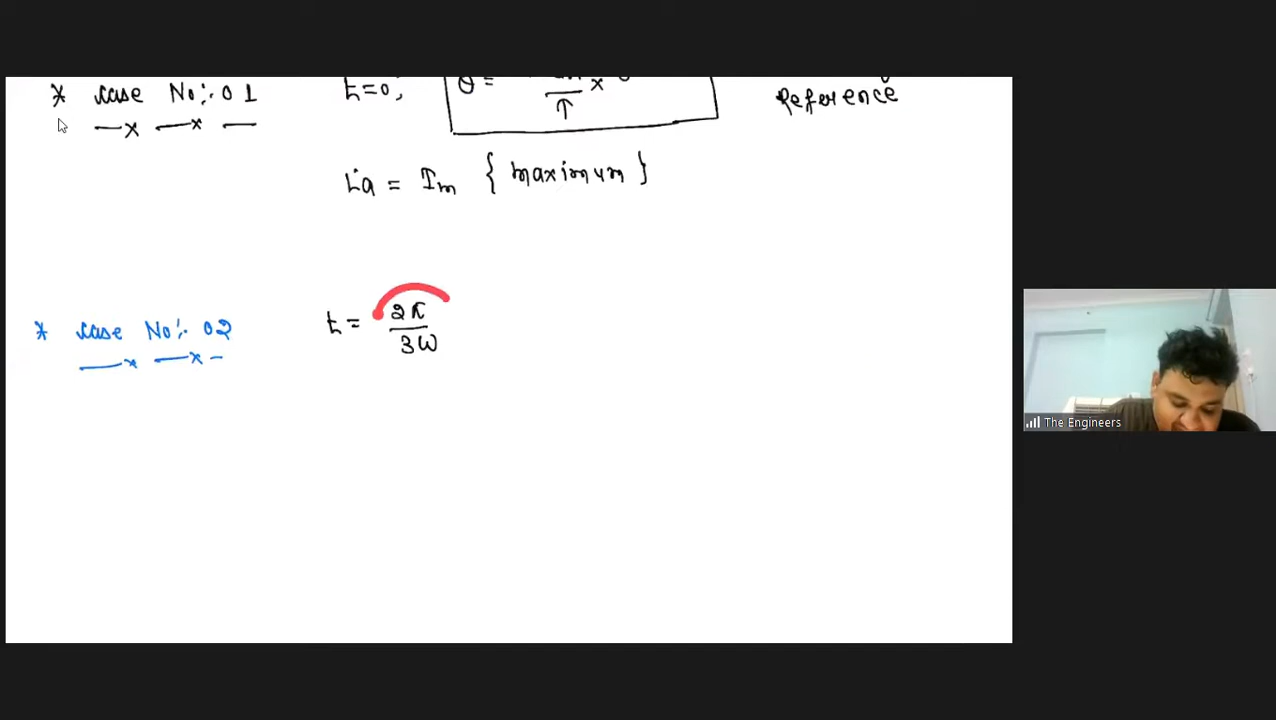 * Case No:. 01 t=0; θ = T × Reference
ia = Im { maximum }
* Case No:. 02 t = 2π / 3ω
The Engineers